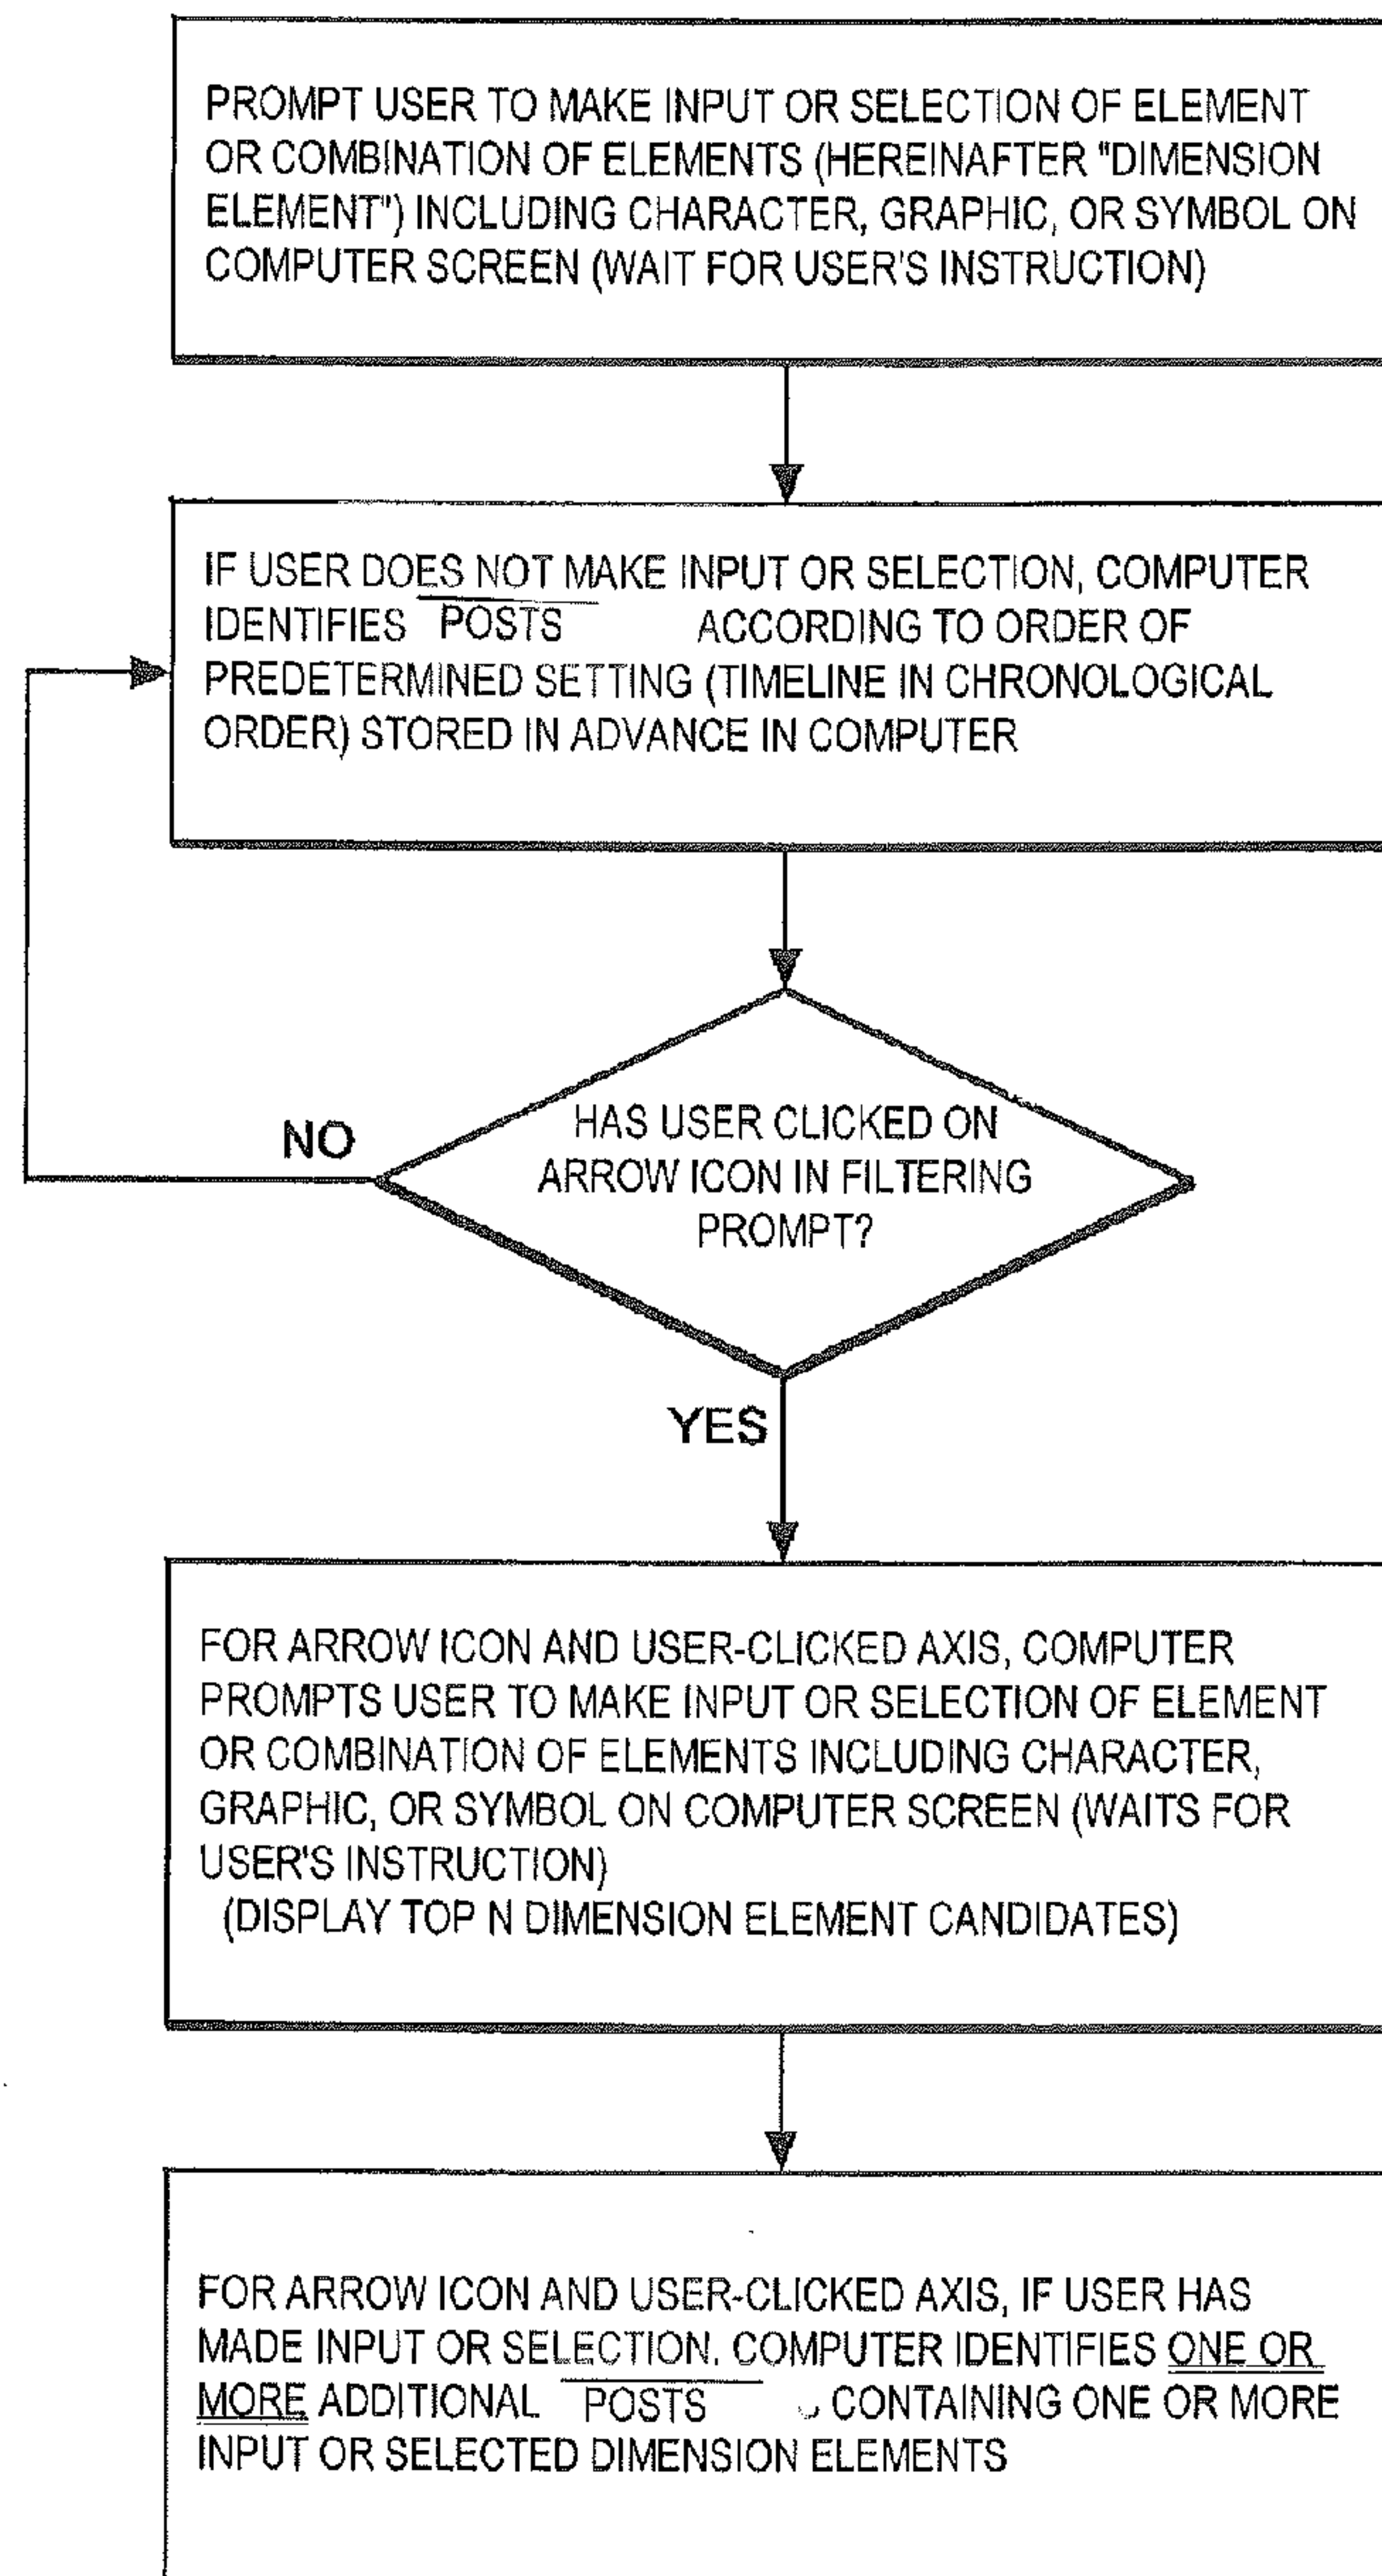 PROMPT USER TO MAKE INPUT OR SELECTION OF ELEMENT
OR COMBINATION OF ELEMENTS (HEREINAFTER "DIMENSION
ELEMENT") INCLUDING CHARACTER, GRAPHIC, OR SYMBOL ON
COMPUTER SCREEN (WAIT FOR USER'S INSTRUCTION)
IF USER DOES NOT MAKE INPUT OR SELECTION, COMPUTER
IDENTIFIES POSTS ACCORDING TO ORDER OF
PREDETERMINED SETTING (TIMELINE IN CHRONOLOGICAL
ORDER) STORED IN ADVANCE IN COMPUTER
HAS USER CLICKED ON
ARROW ICON IN FILTERING
PROMPT?
NO
YES
FOR ARROW ICON AND USER-CLICKED AXIS, COMPUTER
PROMPTS USER TO MAKE INPUT OR SELECTION OF ELEMENT
OR COMBINATION OF ELEMENTS INCLUDING CHARACTER,
GRAPHIC, OR SYMBOL ON COMPUTER SCREEN (WAITS FOR
USER'S INSTRUCTION)
(DISPLAY TOP N DIMENSION ELEMENT CANDIDATES)
FOR ARROW ICON AND USER-CLICKED AXIS, IF USER HAS
MADE INPUT OR SELECTION. COMPUTER IDENTIFIES ONE OR
MORE ADDITIONAL POSTS CONTAINING ONE OR MORE
INPUT OR SELECTED DIMENSION ELEMENTS